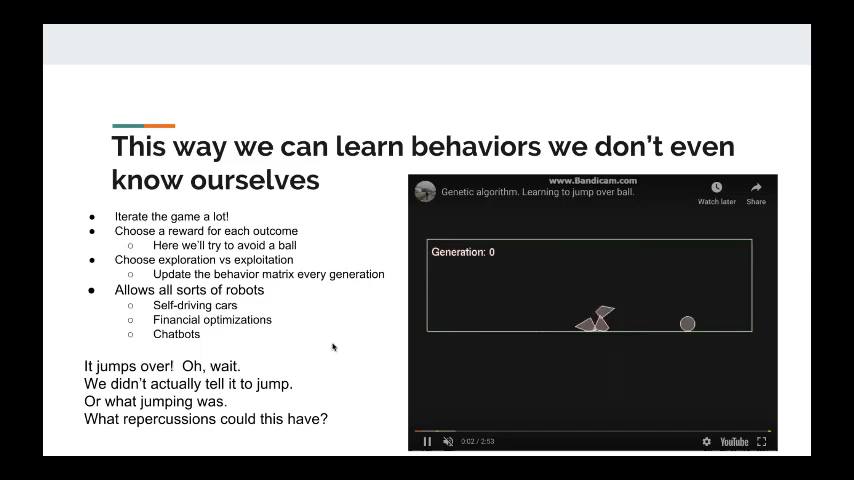 This way we can learn behaviors we don't even
know ourselves
● Iterate the game a lot!
● Choose a reward for each outcome
○ Here we'll try to avoid a ball
● Choose exploration vs exploitation
○ Update the behavior matrix every generation
● Allows all sorts of robots
○ Self-driving cars
○ Financial optimizations
○ Chatbots
It jumps over!  Oh, wait.
We didn't actually tell it to jump.
Or what jumping was.
What repercussions could this have?
www.Bandicam.com
Genetic algorithm. Learning to jump over ball.
Watch later
Share
Generation: 0
0:02 / 2:53
YouTube